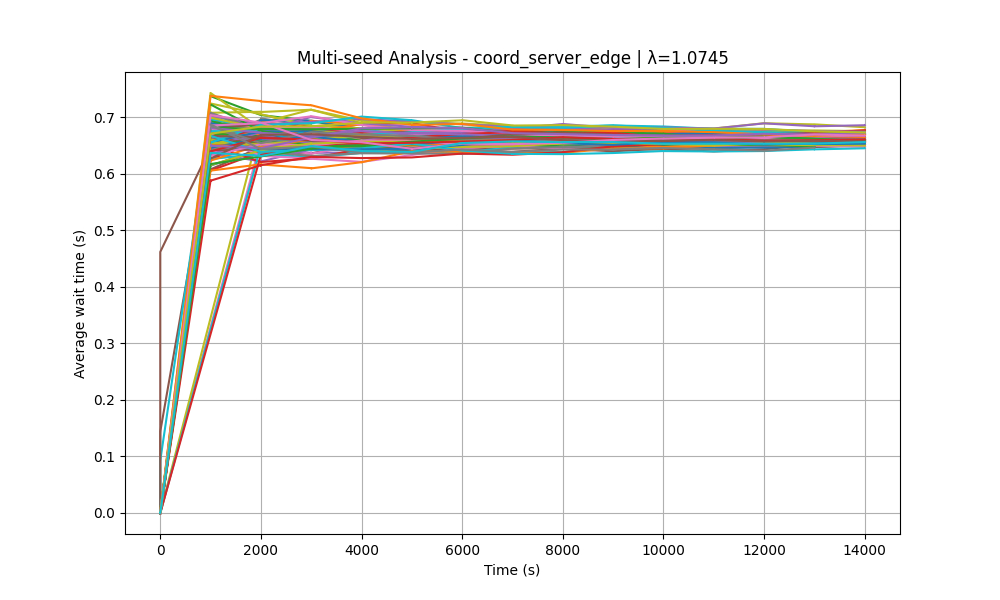 Multi-seed Analysis - coord_server_edge | λ=1.0745
Average wait time (s)
0.7
0.6
0.5
0.4
0.3
0.2
0.1
0.0
0 2000 4000 6000 8000 10000 12000 14000
Time (s)